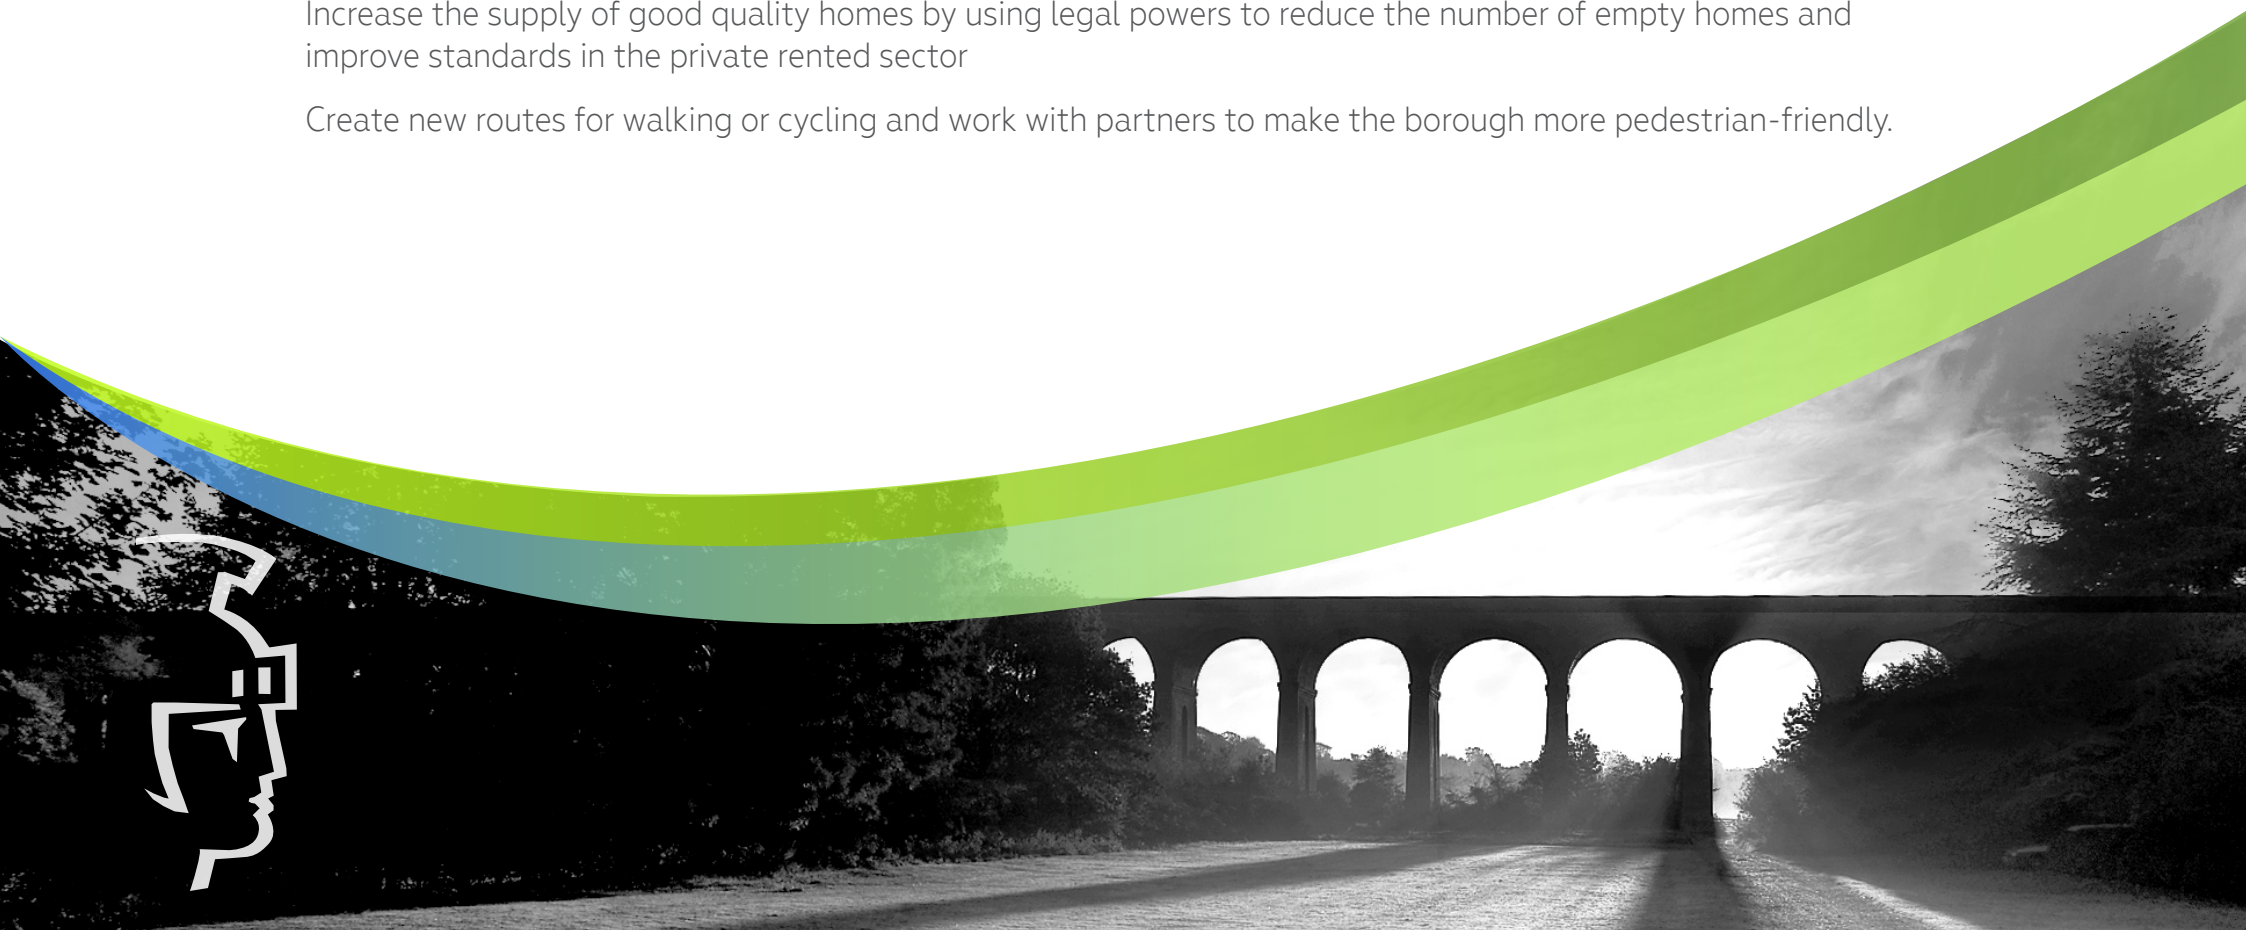 Increase the supply of good quality homes by using legal powers to reduce the number of empty homes and
improve standards in the private rented sector
Create new routes for walking or cycling and work with partners to make the borough more pedestrian-friendly.